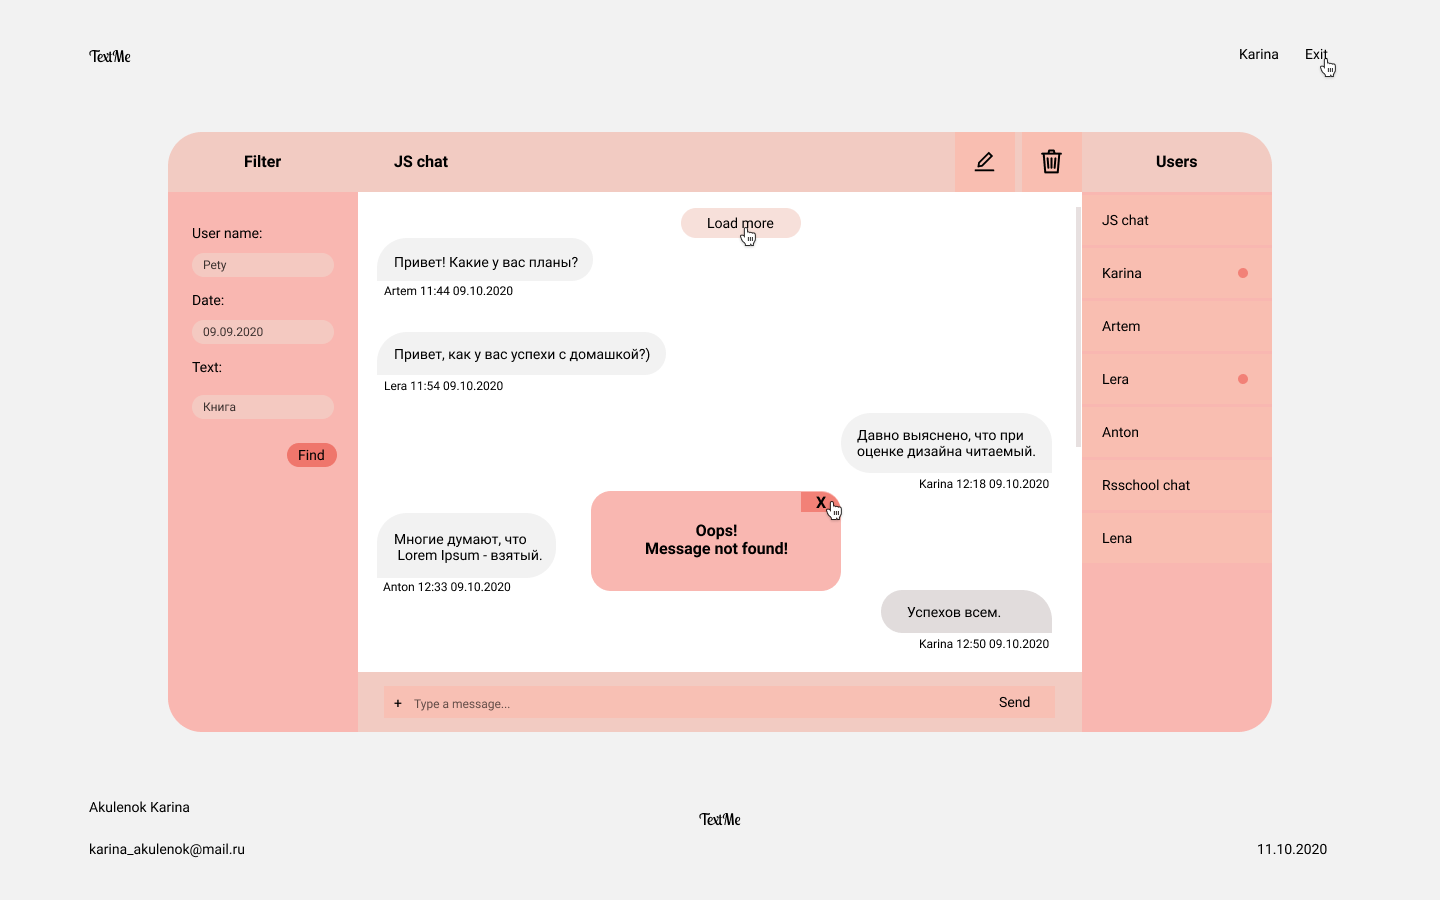 TextMe
Karina
Exit
Filter
JS chat
Users
User name:
Pety
Date:
09.09.2020
Text:
Книга
Find
Load more
Привет! Какие у вас планы?
Artem 11:44 09.10.2020
Привет, как у вас успехи с домашкой?)
Lera 11:54 09.10.2020
Давно выяснено, что при
оценке дизайна читаемый.
Karina 12:18 09.10.2020
X
Oops!
Message not found!
Многие думают, что
Lorem Ipsum - взятый.
Anton 12:33 09.10.2020
Успехов всем.
Karina 12:50 09.10.2020
+ Type a message...
Send
JS chat
Karina
Artem
Lera
Anton
Rsschool chat
Lena
Akulenok Karina
karina_akulenok@mail.ru
TextMe
11.10.2020